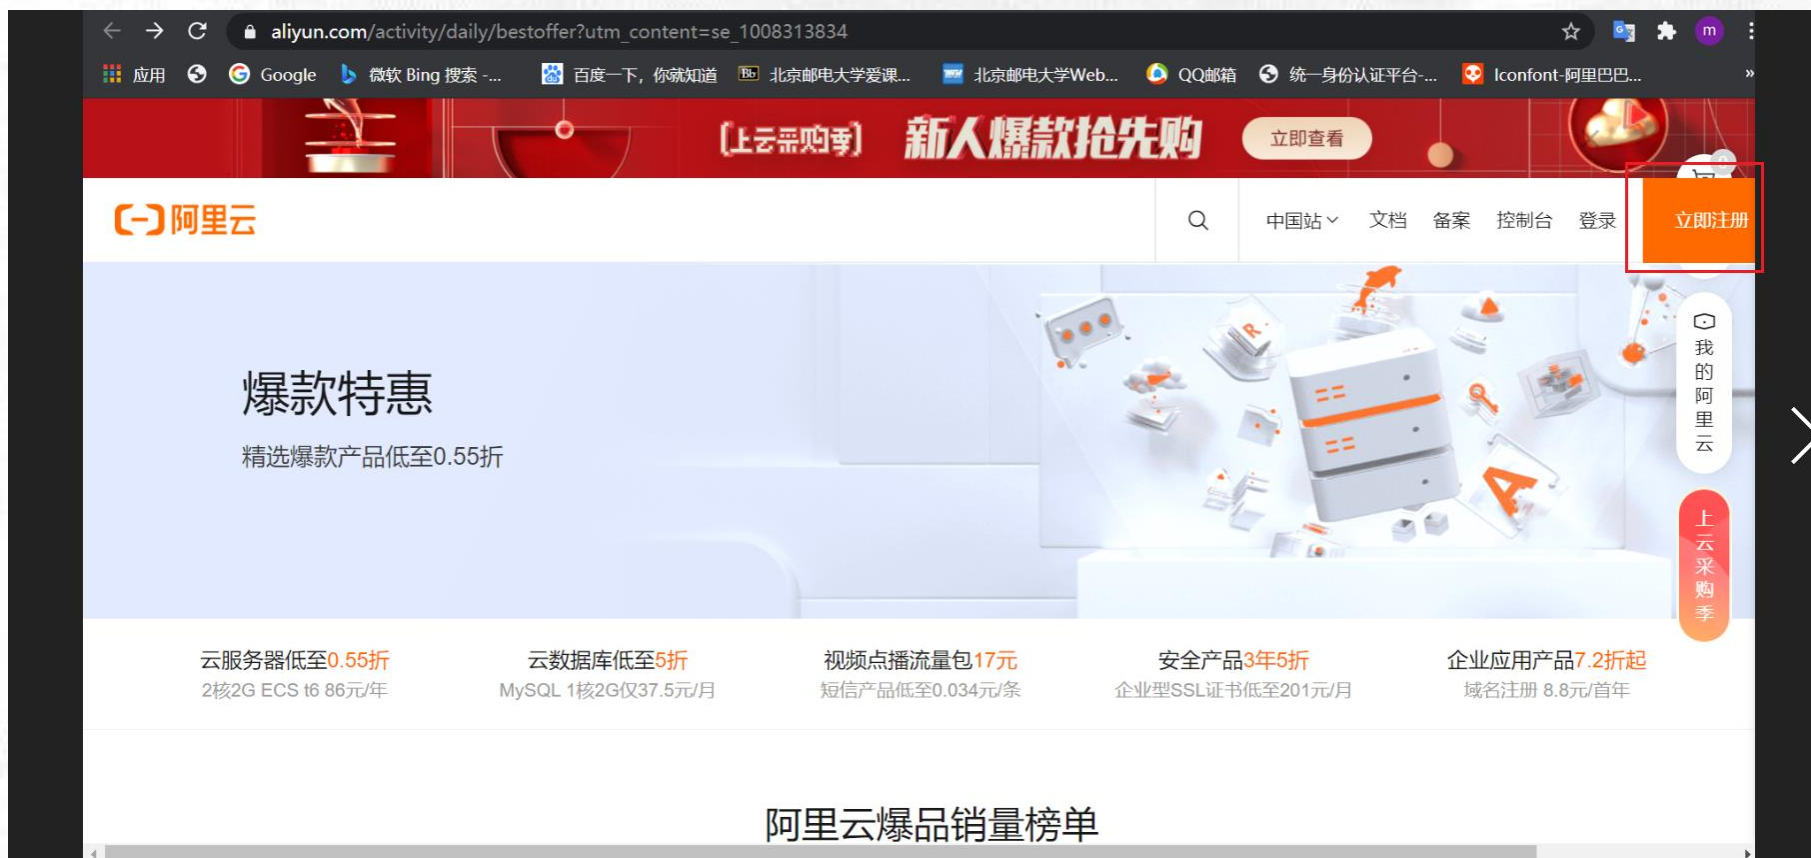 aliyun.com/activity/daily/bestoffer?utm_content=se_1008313834
m
应用 Google 微软 Bing 搜索 -... 百度一下，你就知道 Bb 北京邮电大学爱课... 北京邮电大学Web... QQ邮箱 统一身份认证平台-... Iconfont-阿里巴巴... »
【上云采购季】 新人爆款抢先购 立即查看
0
阿里云 中国站 文档 备案 控制台 登录 立即注册
爆款特惠
精选爆款产品低至0.55折
我的阿里云
上云采购季
云服务器低至0.55折 云数据库低至5折 视频点播流量包17元 安全产品3年5折 企业应用产品7.2折起
2核2G ECS t6 86元/年 MySQL 1核2G仅37.5元/月 短信产品低至0.034元/条 企业型SSL证书低至201元/月 域名注册 8.8元/首年
阿里云爆品销量榜单